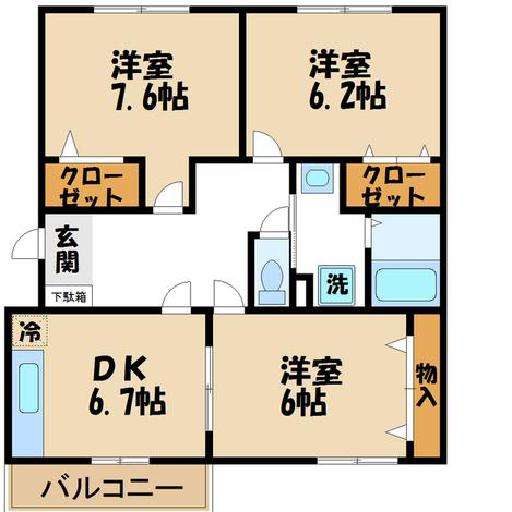 洋室
7.6帖
洋室
6.2帖
クロー
ゼット
クロー
ゼット
玄
関
下駄箱
洗
冷
DK
6.7帖
洋室
6帖
物
入
バルコニー